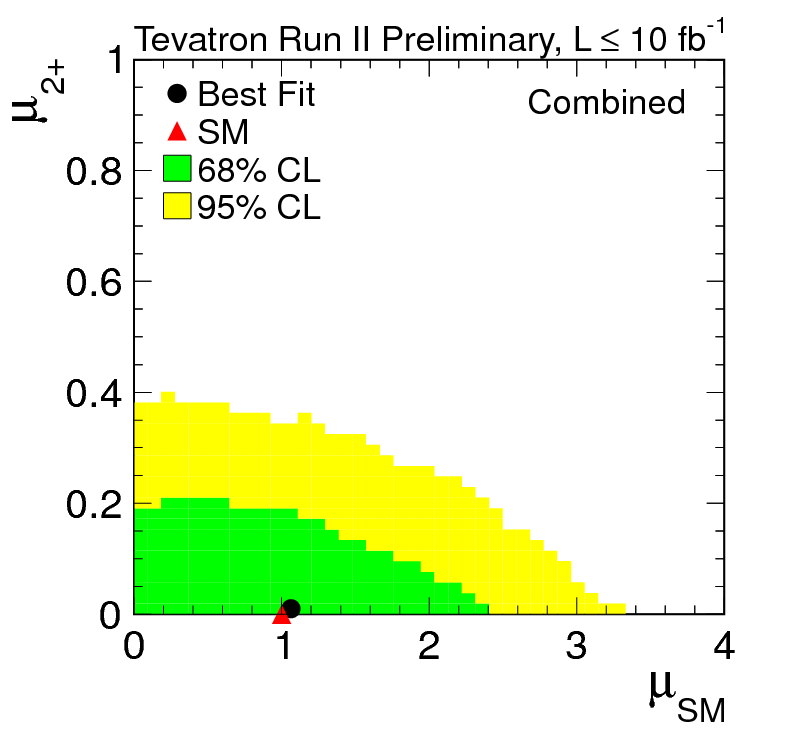 Tevatron Run II Preliminary, L ≤ 10 fb⁻¹
μ₂₊
1
0.8
0.6
0.4
0.2
0
Best Fit
SM
68% CL
95% CL
Combined
0 1 2 3 4
μ_SM